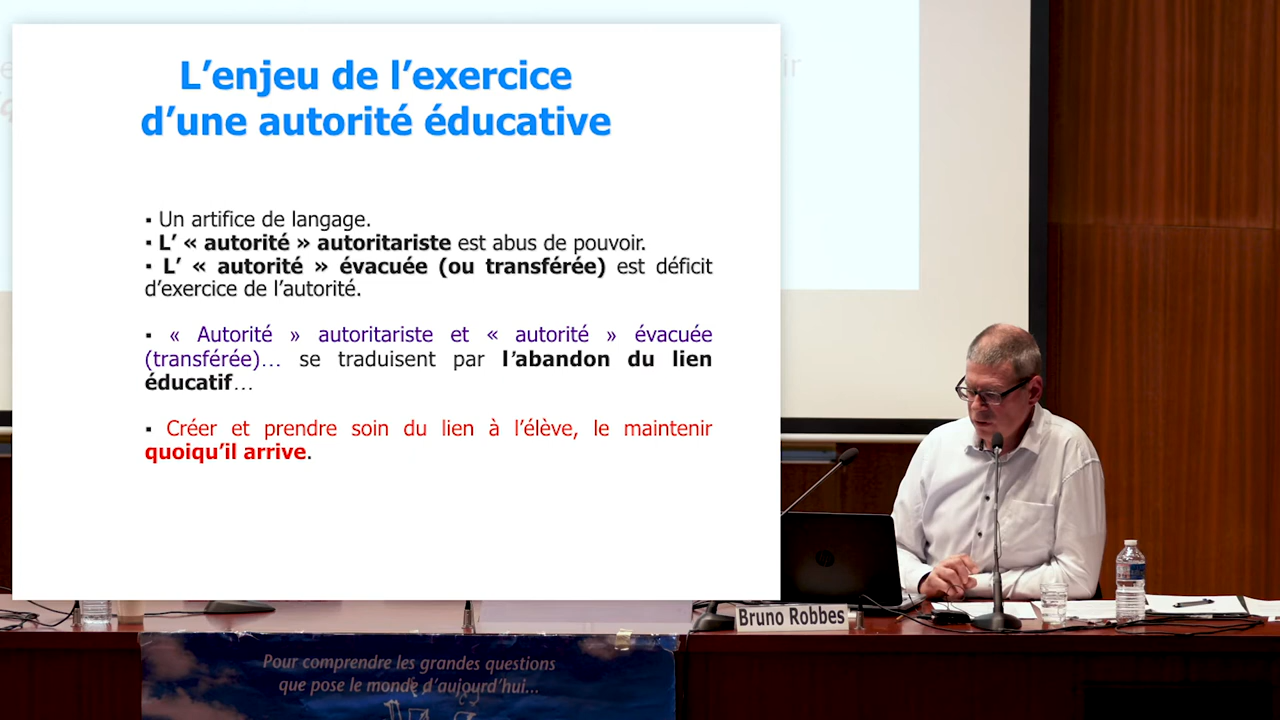 L’enjeu de l’exercice
d’une autorité éducative
▪ Un artifice de langage.
▪ L’ « autorité » autoritariste est abus de pouvoir.
▪ L’ « autorité » évacuée (ou transférée) est déficit
d’exercice de l’autorité.
▪ « Autorité » autoritariste et « autorité » évacuée
(transférée)… se traduisent par l’abandon du lien
éducatif…
▪ Créer et prendre soin du lien à l’élève, le maintenir
quoiqu’il arrive.
Bruno Robbes
Pour comprendre les grandes questions
que pose le monde d’aujourd’hui...